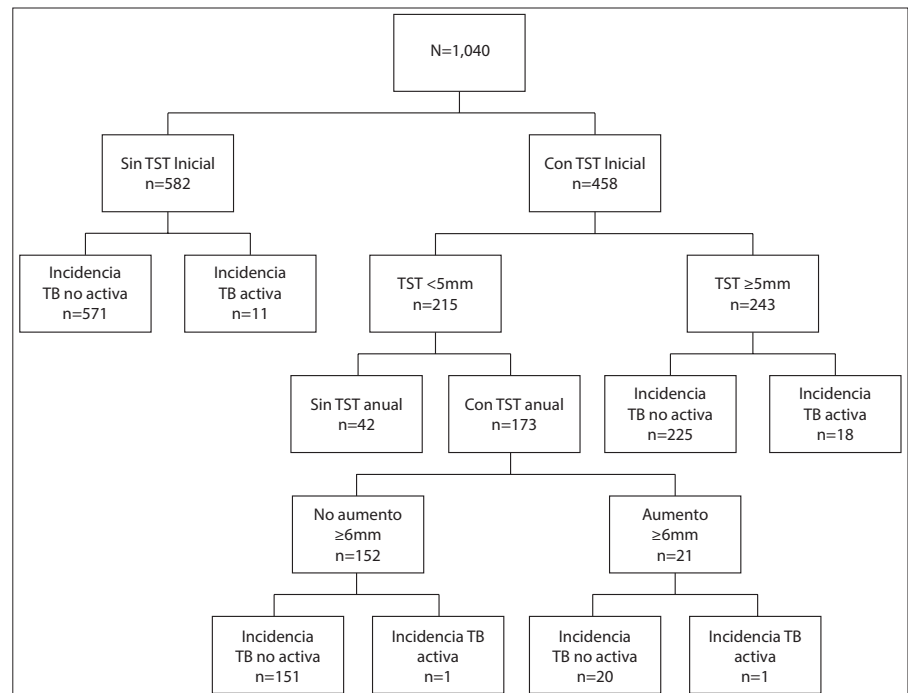 N=1,040
Sin TST Inicial
n=582
Con TST Inicial
n=458
Incidencia
TB no activa
n=571
Incidencia
TB activa
n=11
TST <5mm
n=215
TST ≥5mm
n=243
Sin TST anual
n=42
Con TST anual
n=173
Incidencia
TB no activa
n=225
Incidencia
TB activa
n=18
No aumento
≥6mm
n=152
Aumento
≥6mm
n=21
Incidencia
TB no activa
n=151
Incidencia TB
activa
n=1
Incidencia
TB no activa
n=20
Incidencia TB
activa
n=1